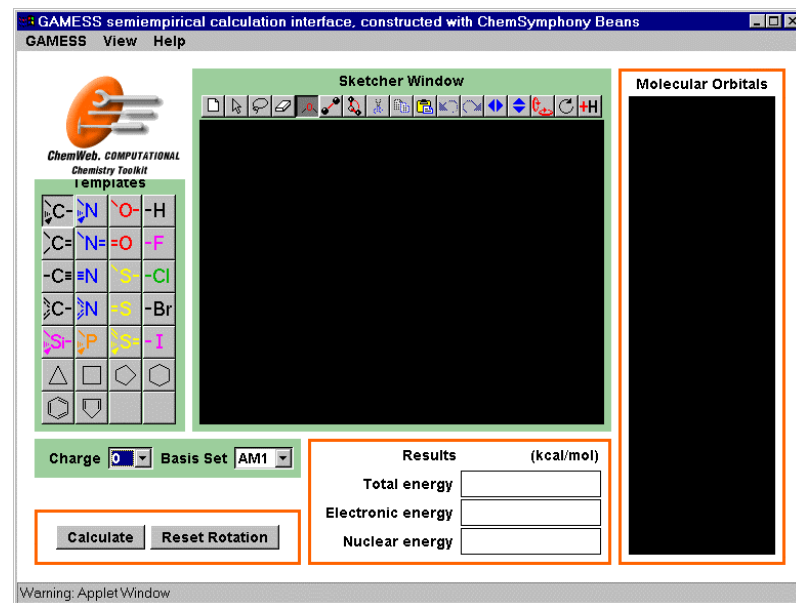 GAMESS semiempirical calculation interface, constructed with ChemSymphony Beans
GAMESS View Help
Sketcher Window
+H
Molecular Orbitals
ChemWeb. COMPUTATIONAL
Chemistry Toolkit
Templates
C- N O- -H
C= N= =O -F
-C≡ ≡N S- -Cl
C- N =S -Br
Si- P S= -I
Charge 0 Basis Set AM1
Results (kcal/mol)
Total energy
Electronic energy
Nuclear energy
Calculate Reset Rotation
Warning: Applet Window